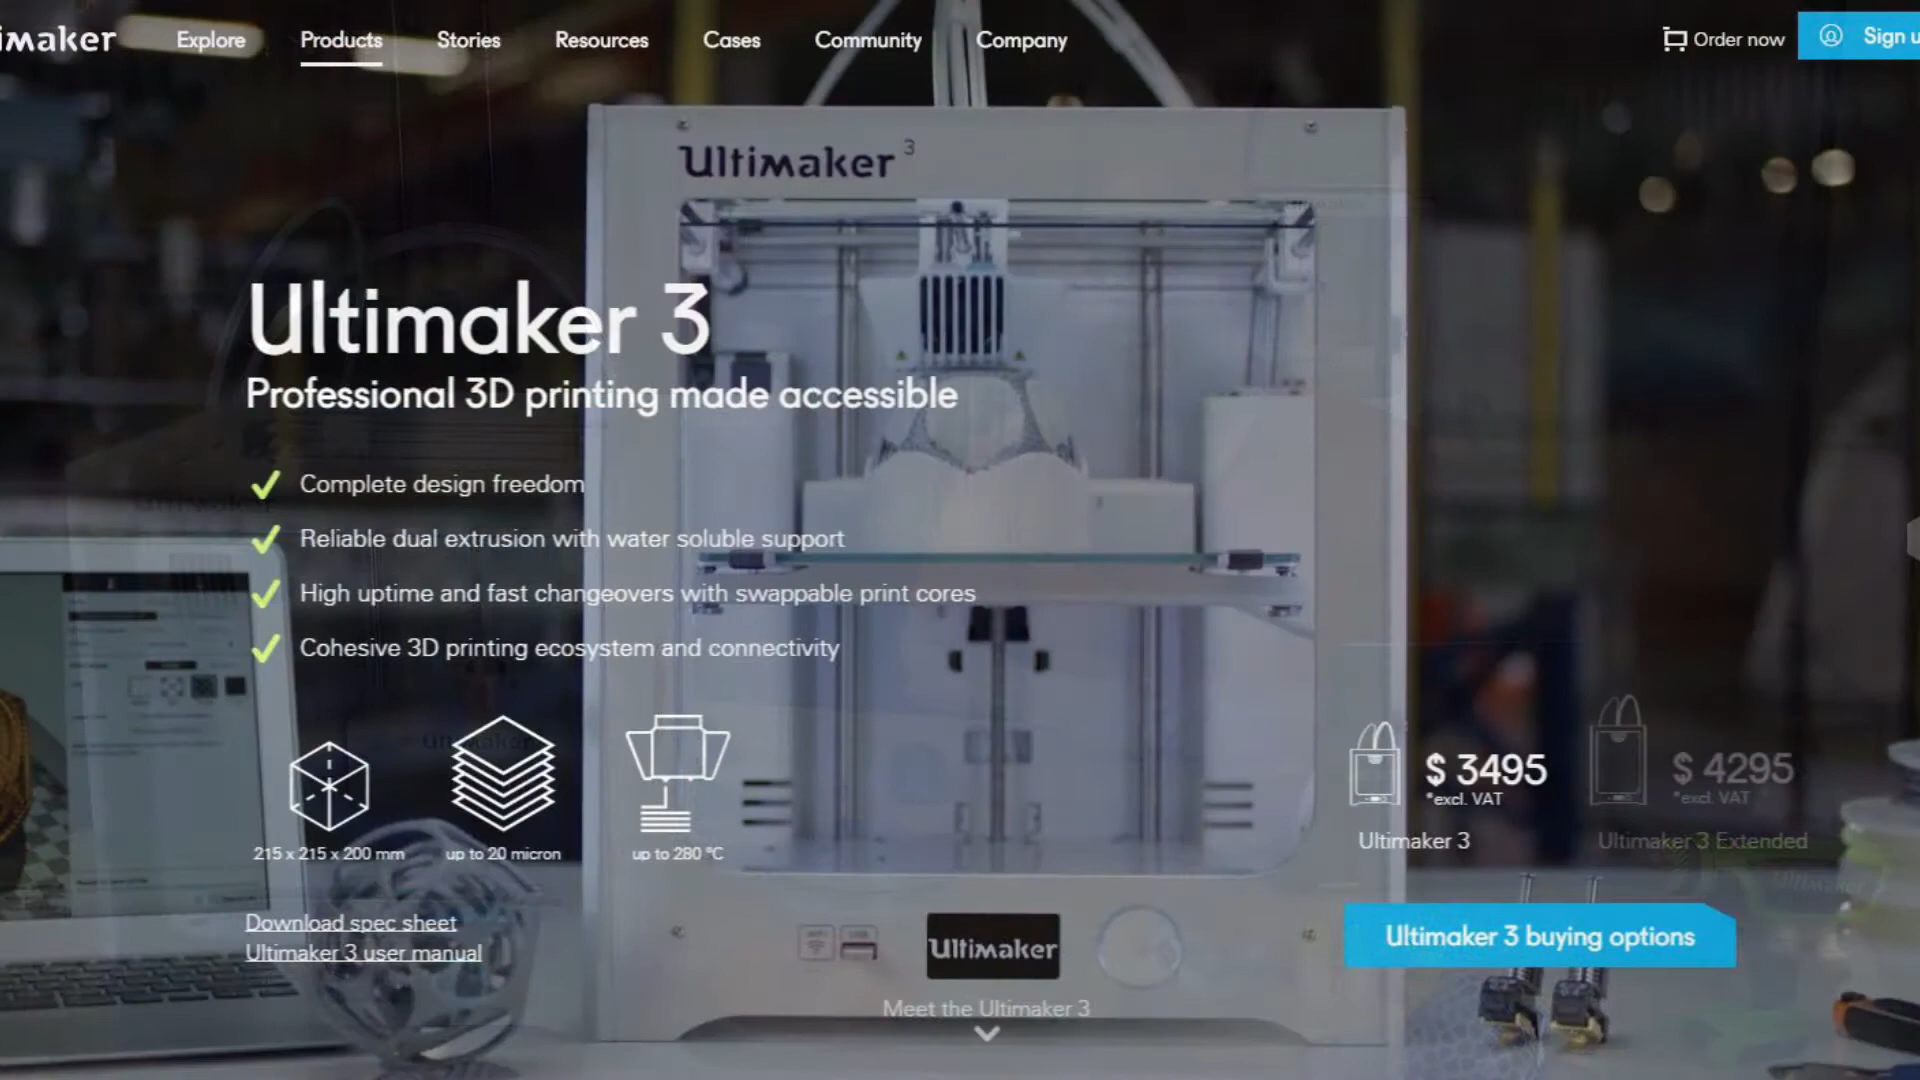 imaker
Explore
Products
Stories
Resources
Cases
Community
Company
Order now
Sign u
Ultimaker 3
Ultimaker 3
Professional 3D printing made accessible
Complete design freedom
Reliable dual extrusion with water soluble support
High uptime and fast changeovers with swappable print cores
Cohesive 3D printing ecosystem and connectivity
215 x 215 x 200 mm
up to 20 micron
up to 280 °C
$ 3495
*excl. VAT
Ultimaker 3
$ 4295
*excl. VAT
Ultimaker 3 Extended
Download spec sheet
Ultimaker 3 user manual
Ultimaker 3 buying options
Ultimaker
Meet the Ultimaker 3